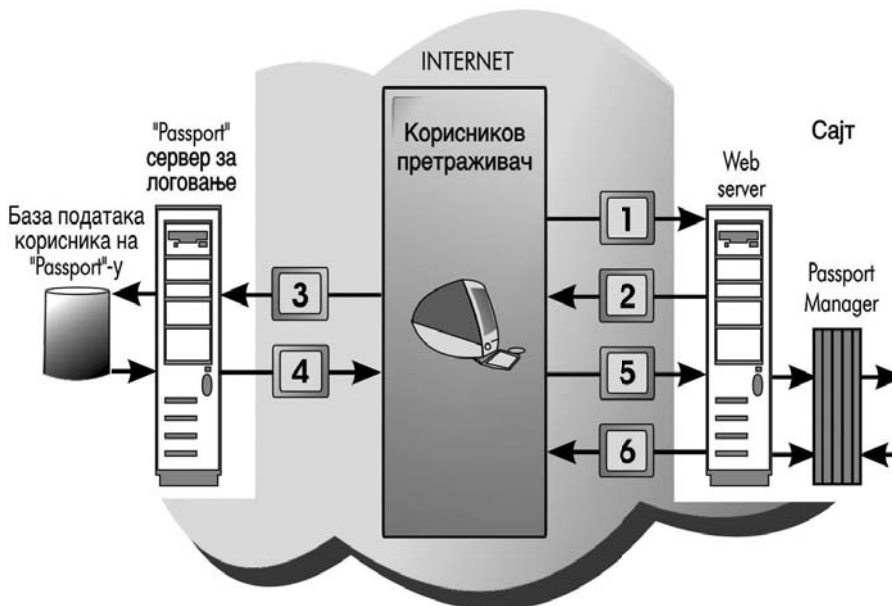 INTERNET
"Passport"
сервер за
логовање
База података
корисника на
"Passport"-у
Корисников
претраживач
Web
server
Сајт
Passport
Manager
1
3
2
4
5
6